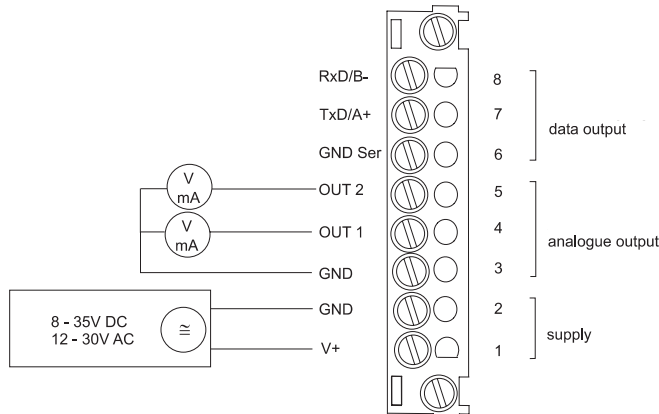 RxD/B- 8
TxD/A+ 7 data output
GND Ser 6
V
mA
OUT 2 5
V
mA
OUT 1 4 analogue output
GND 3
8 - 35V DC
12 - 30V AC
≅
GND 2
supply
V+ 1